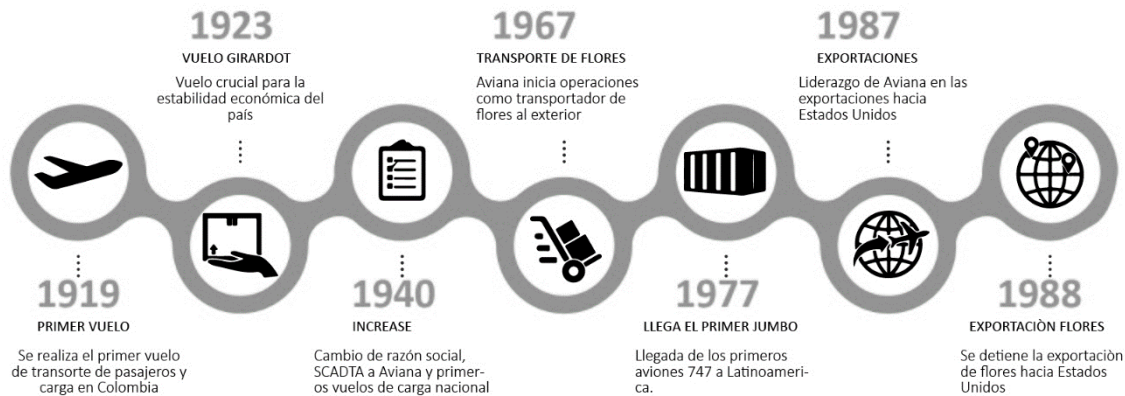 1919
PRIMER VUELO
Se realiza el primer vuelo
de transorte de pasajeros y
carga en Colombia
1923
VUELO GIRARDOT
Vuelo crucial para la
estabilidad económica del
país
1940
INCREASE
Cambio de razón social,
SCADTA a Aviana y primer-
os vuelos de carga nacional
1967
TRANSPORTE DE FLORES
Aviana inicia operaciones
como transportador de
flores al exterior
1977
LLEGA EL PRIMER JUMBO
Llegada de los primeros
aviones 747 a Latinoameri-
ca.
1987
EXPORTACIONES
Liderazgo de Aviana en las
exportaciones hacia
Estados Unidos
1988
EXPORTACIÒN FLORES
Se detiene la exportaciòn
de flores hacia Estados
Unidos